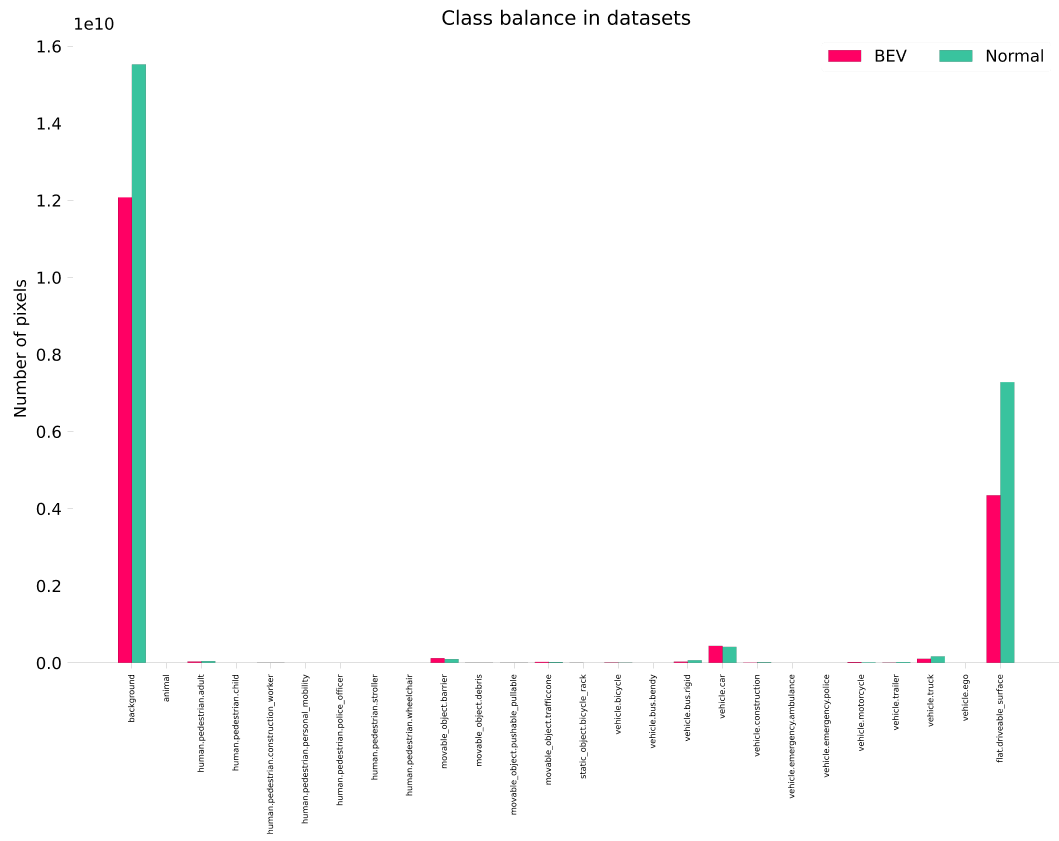 Class balance in datasets
1e10
BEV
Normal
Number of pixels
1.6
1.4
1.2
1.0
0.8
0.6
0.4
0.2
0.0
background
animal
human.pedestrian.adult
human.pedestrian.child
human.pedestrian.construction_worker
human.pedestrian.personal_mobility
human.pedestrian.police_officer
human.pedestrian.stroller
human.pedestrian.wheelchair
movable_object.barrier
movable_object.debris
movable_object.pushable_pullable
movable_object.trafficcone
static_object.bicycle_rack
vehicle.bicycle
vehicle.bus.bendy
vehicle.bus.rigid
vehicle.car
vehicle.construction
vehicle.emergency.ambulance
vehicle.emergency.police
vehicle.motorcycle
vehicle.trailer
vehicle.truck
vehicle.ego
flat.driveable_surface